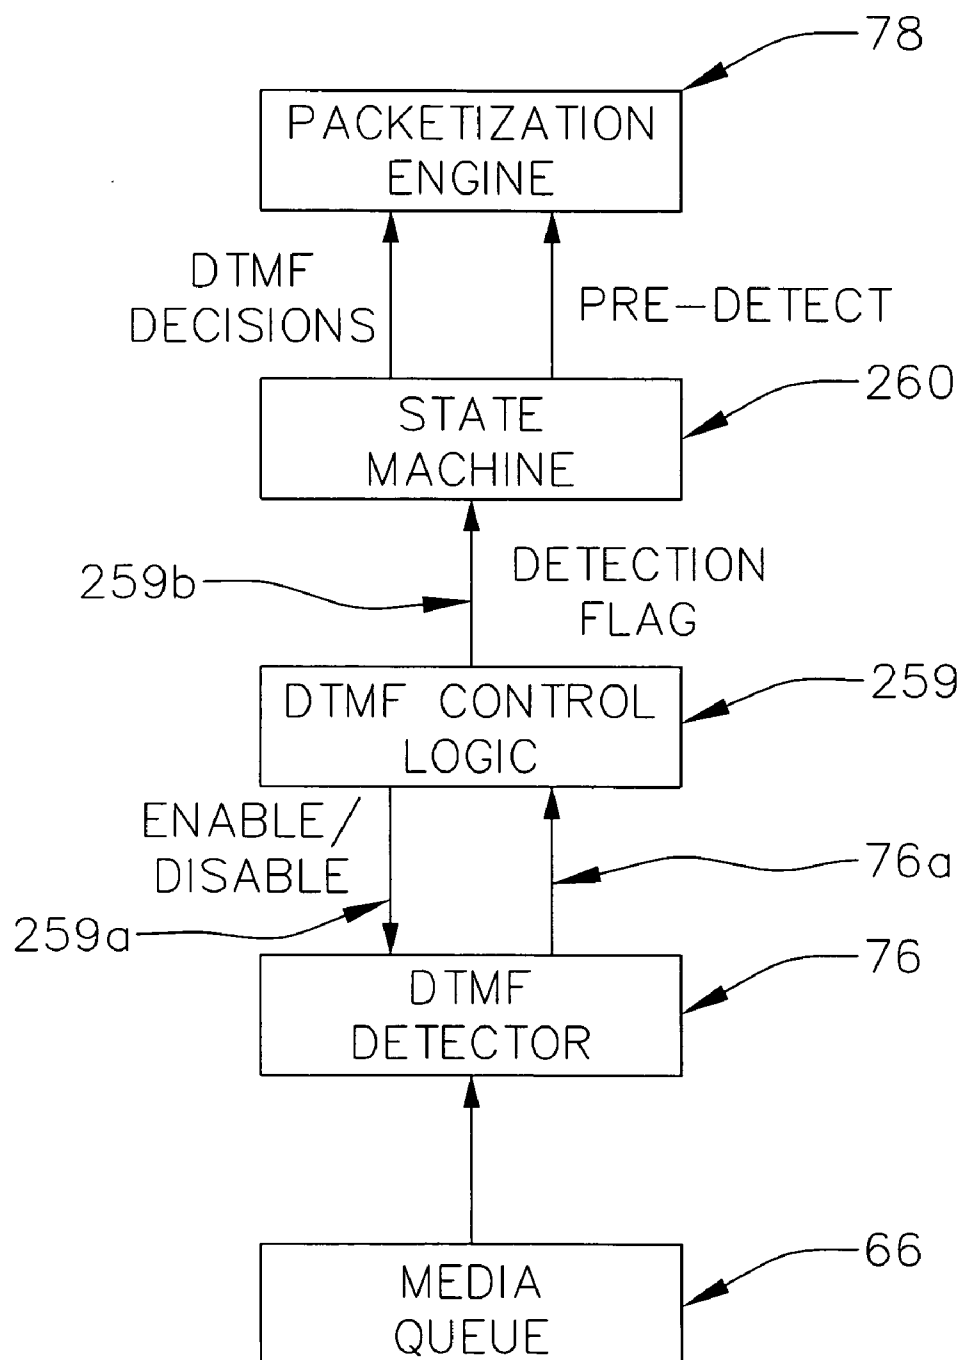 78
PACKETIZATION
ENGINE
DTMF
DECISIONS
PRE-DETECT
260
STATE
MACHINE
259b
DETECTION
FLAG
259
DTMF CONTROL
LOGIC
ENABLE/
DISABLE
76a
259a
76
DTMF
DETECTOR
66
MEDIA
QUEUE